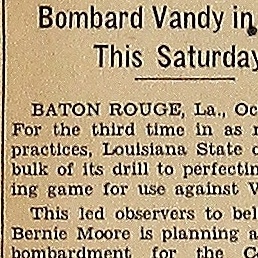 Bombard Vandy in
This Saturday
BATON ROUGE, La., Oc
For the third time in as
practices, Louisiana State
bulk of its drill to perfectin
ing game for use against V
This led observers to bel
Bernie Moore is planning a
bombardment for the C